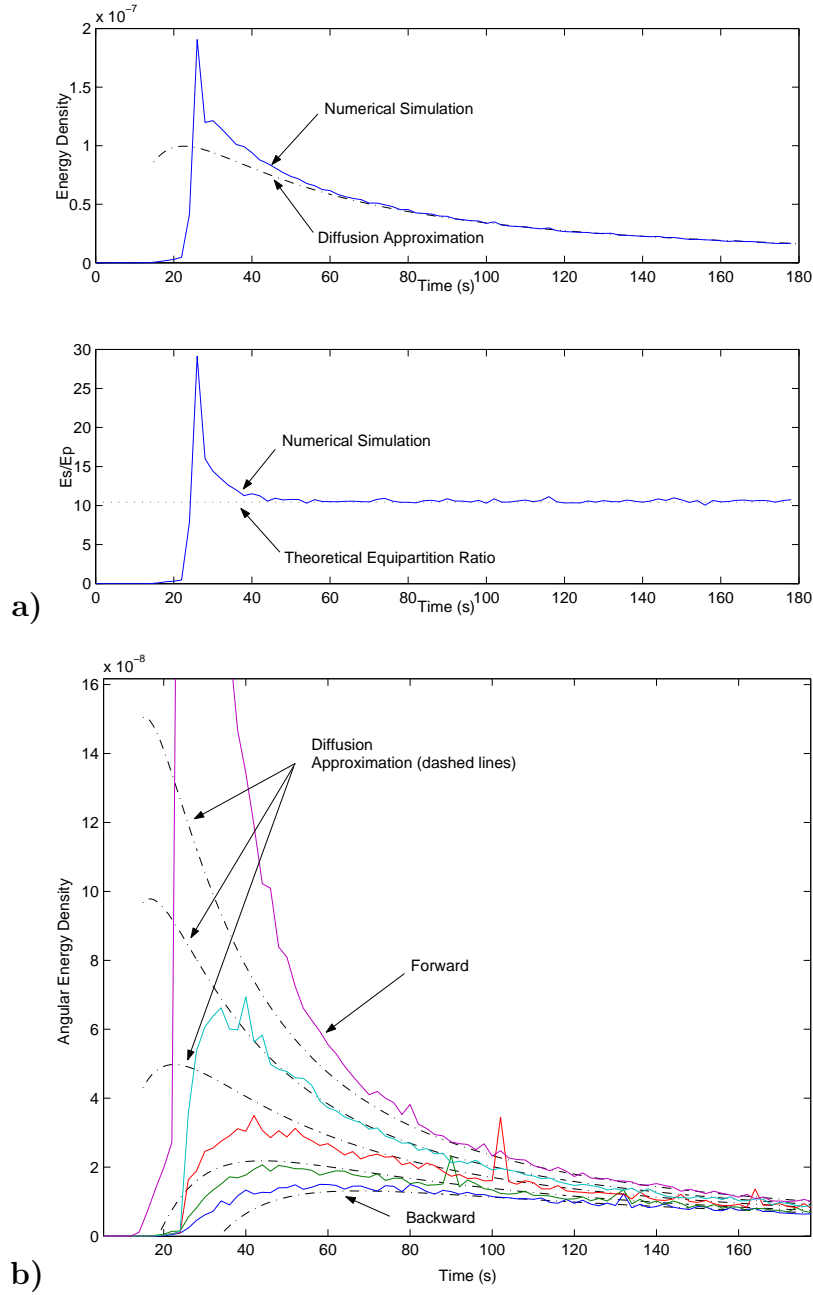 x 10⁻⁷
2
1.5
1
0.5
0
Energy Density
Numerical Simulation
Diffusion Approximation
0 20 40 60 80 100 120 140 160 180
Time (s)
30
25
20
15
10
5
0
Es/Ep
Numerical Simulation
Theoretical Equipartition Ratio
0 20 40 60 80 100 120 140 160 180
Time (s)
a)
x 10⁻⁸
16
14
12
10
8
6
4
2
0
Angular Energy Density
Diffusion
Approximation (dashed lines)
Forward
Backward
20 40 60 80 100 120 140 160
Time (s)
b)